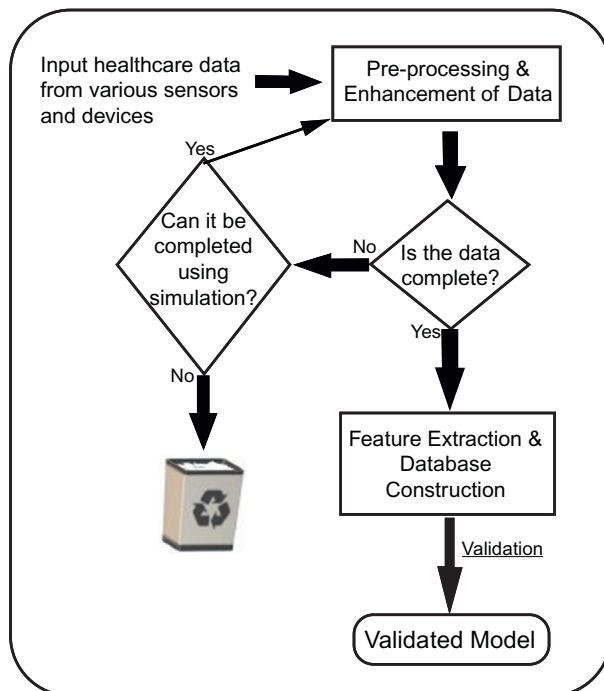 Input healthcare data
from various sensors
and devices
Pre-processing &
Enhancement of Data
Yes
Can it be
completed
using
simulation?
No
Is the data
complete?
No
Yes
Feature Extraction &
Database
Construction
Validation
Validated Model